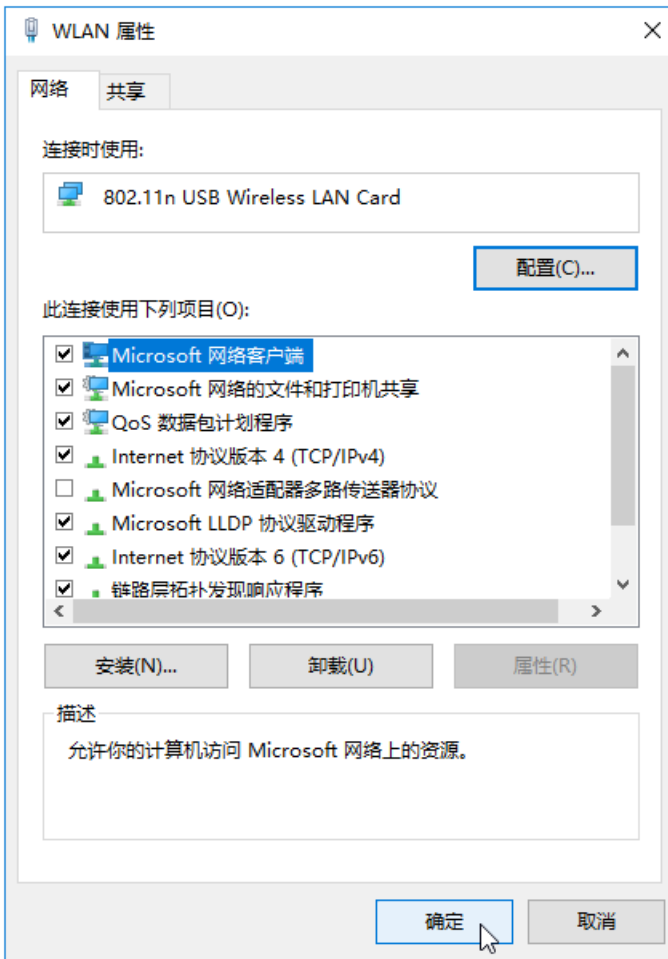 WLAN 属性
网络 共享
连接时使用:
802.11n USB Wireless LAN Card
配置(C)...
此连接使用下列项目(O):
Microsoft 网络客户端
Microsoft 网络的文件和打印机共享
QoS 数据包计划程序
Internet 协议版本 4 (TCP/IPv4)
Microsoft 网络适配器多路传送器协议
Microsoft LLDP 协议驱动程序
Internet 协议版本 6 (TCP/IPv6)
链路层拓扑发现响应程序
安装(N)... 卸载(U) 属性(R)
描述
允许你的计算机访问 Microsoft 网络上的资源。
确定 取消